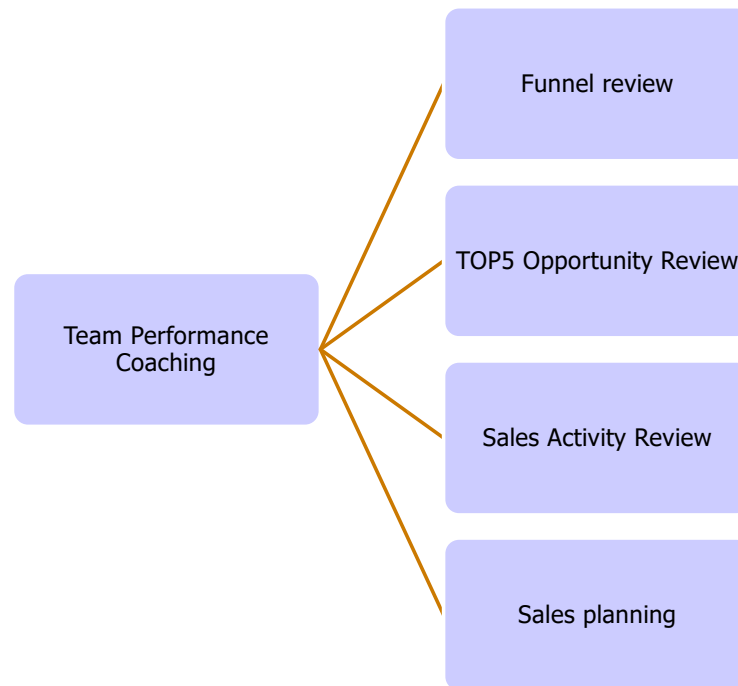 Funnel review
TOP5 Opportunity Review
Team Performance
Coaching
Sales Activity Review
Sales planning